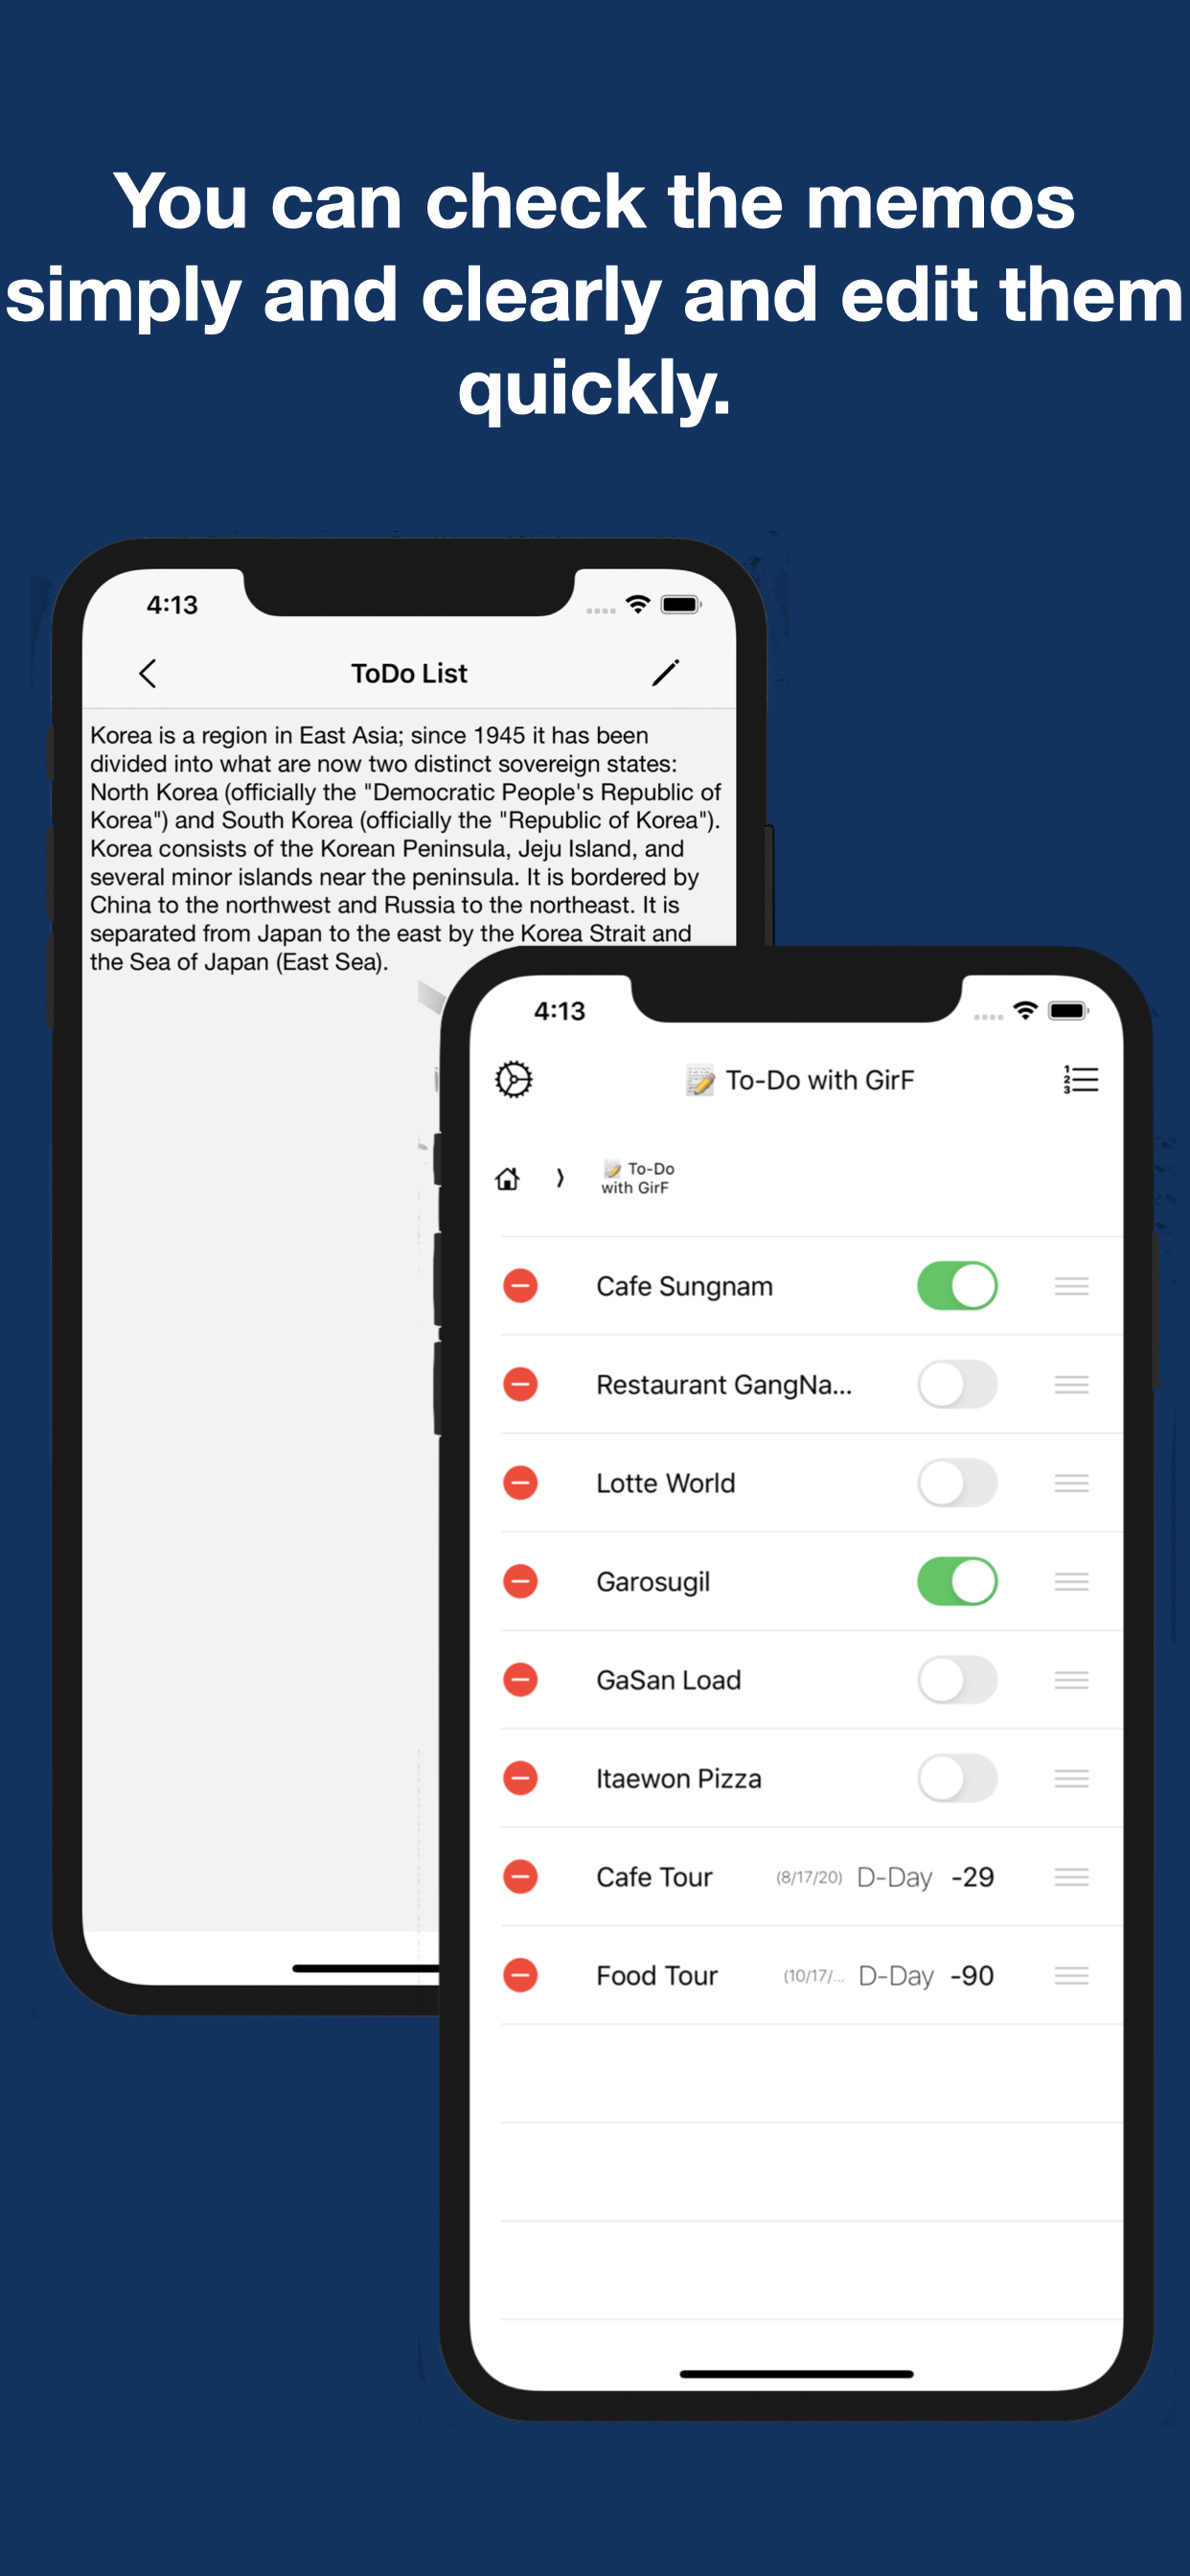 You can check the memos
simply and clearly and edit them
quickly.
4:13
ToDo List
Korea is a region in East Asia; since 1945 it has been
divided into what are now two distinct sovereign states:
North Korea (officially the "Democratic People's Republic of
Korea") and South Korea (officially the "Republic of Korea").
Korea consists of the Korean Peninsula, Jeju Island, and
several minor islands near the peninsula. It is bordered by
China to the northwest and Russia to the northeast. It is
separated from Japan to the east by the Korea Strait and
the Sea of Japan (East Sea).
4:13
📝 To-Do with GirF
📝 To-Do
with GirF
Cafe Sungnam
Restaurant GangNa...
Lotte World
Garosugil
GaSan Load
Itaewon Pizza
Cafe Tour (8/17/20) D-Day -29
Food Tour (10/17/... D-Day -90